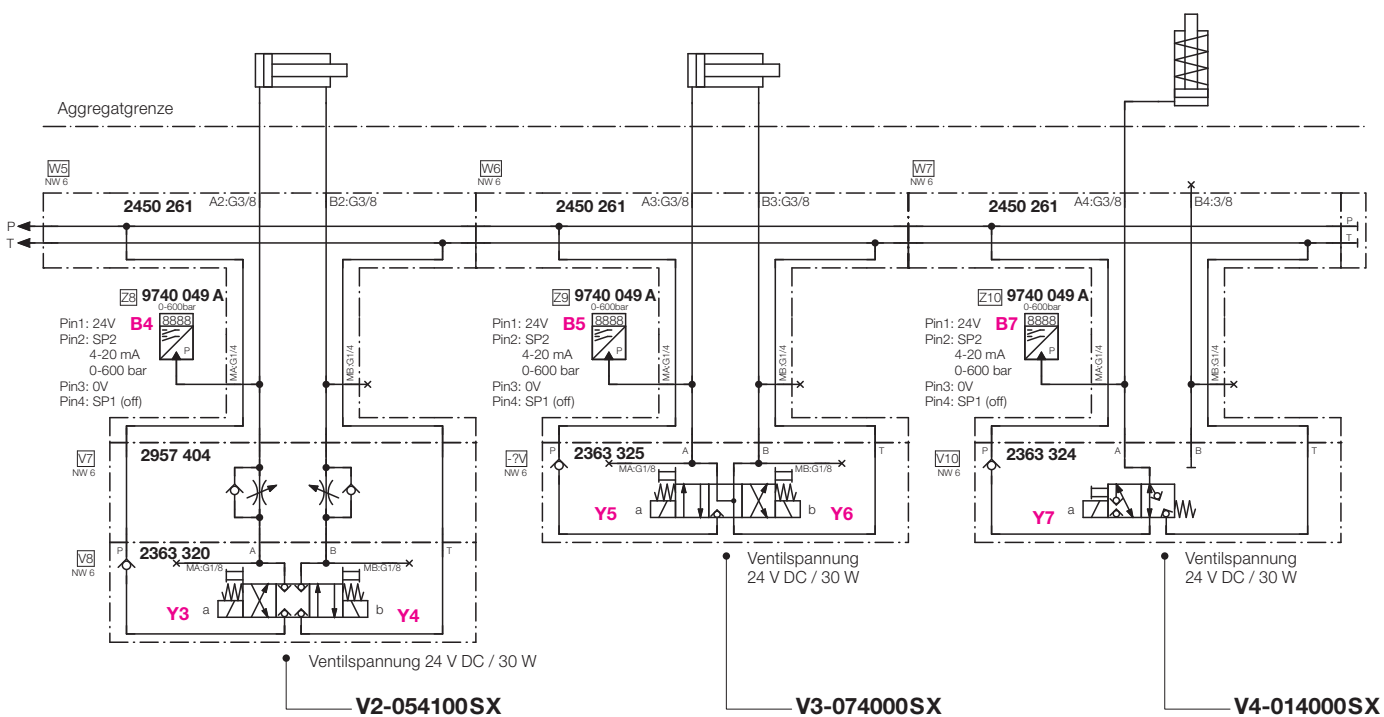 Aggregatgrenze
W5
NW 6
W6
NW 6
W7
NW 6
2450 261
A2:G3/8
B2:G3/8
2450 261
A3:G3/8
B3:G3/8
2450 261
A4:G3/8
B4:3/8
P
P
T
T
Z8 9740 049 A
0-600bar
8888
P
B4
Pin1: 24V
Pin2: SP2
4-20 mA
0-600 bar
Pin3: 0V
Pin4: SP1 (off)
MA:G1/4
MB:G1/4
Z9 9740 049 A
0-600bar
8888
P
B5
Pin1: 24V
Pin2: SP2
4-20 mA
0-600 bar
Pin3: 0V
Pin4: SP1 (off)
MA:G1/4
MB:G1/4
Z10 9740 049 A
0-600bar
8888
P
B7
Pin1: 24V
Pin2: SP2
4-20 mA
0-600 bar
Pin3: 0V
Pin4: SP1 (off)
MA:G1/4
MB:G1/4
V7
NW 6
2957 404
-?V
NW 6
P
2363 325
A
B
T
MA:G1/8
MB:G1/8
Y5
a
b
Y6
V10
NW 6
P
2363 324
A
B
T
Y7
a
V8
NW 6
P
2363 320
A
B
T
MA:G1/8
MB:G1/8
Y3
a
b
Y4
Ventilspannung
24 V DC / 30 W
Ventilspannung
24 V DC / 30 W
Ventilspannung 24 V DC / 30 W
V2-054100SX
V3-074000SX
V4-014000SX